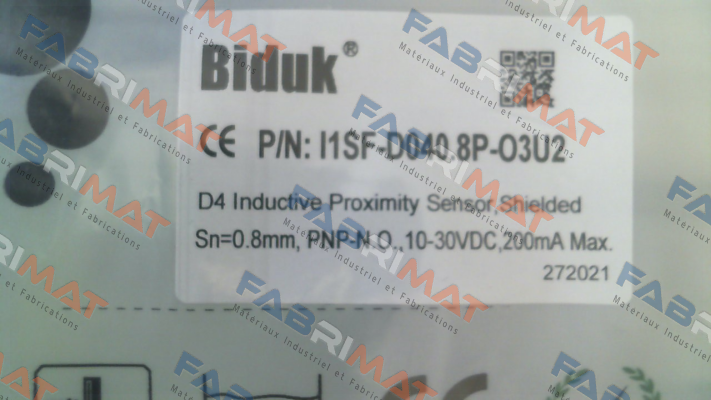 Biduk®
CE P/N: I1SF-D040.8P-O3U2
D4 Inductive Proximity Sensor,Shielded
Sn=0.8mm, PNP-N.O.,10-30VDC,200mA Max.
272021
FABRIMAT
Materiaux Industriel et Fabrications